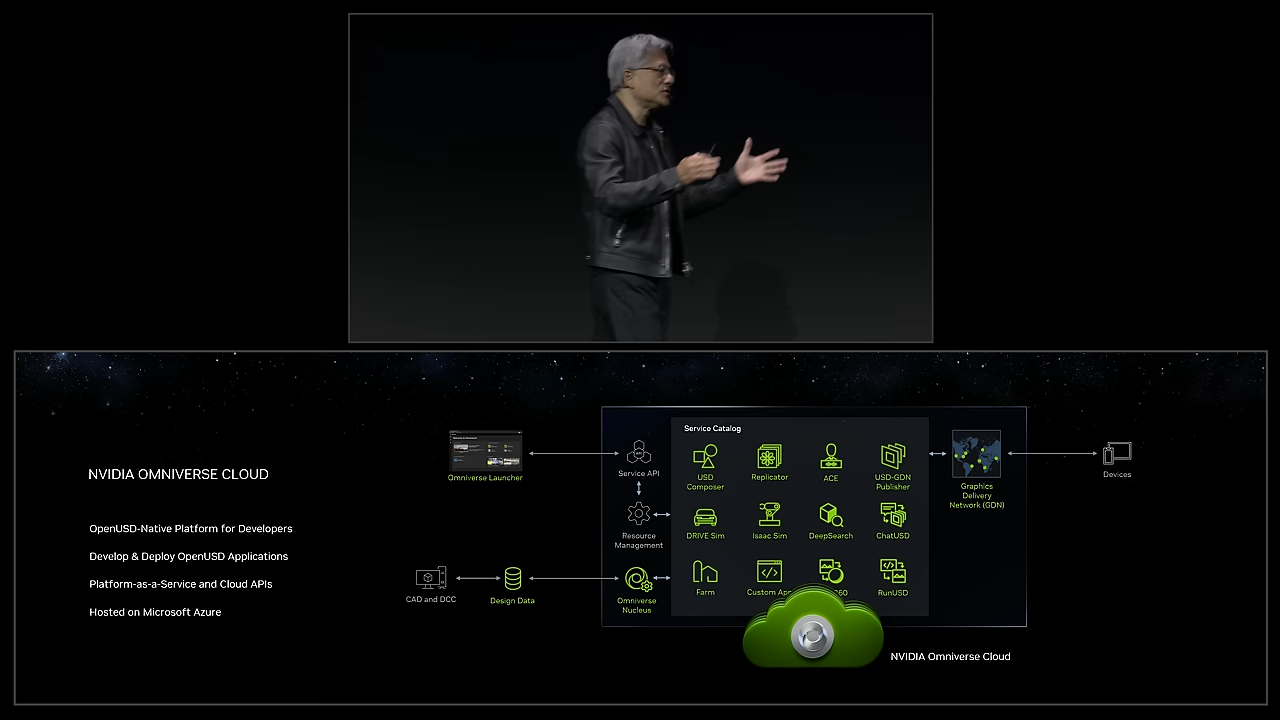 NVIDIA OMNIVERSE CLOUD
OpenUSD-Native Platform for Developers
Develop & Deploy OpenUSD Applications
Platform-as-a-Service and Cloud APIs
Hosted on Microsoft Azure
Omniverse Launcher
CAD and DCC
Design Data
Service API
Resource
Management
Omniverse
Nucleus
Service Catalog
USD
Composer
Replicator
ACE
USD-GDN
Publisher
DRIVE Sim
Isaac Sim
DeepSearch
ChatUSD
Farm
Custom App
RunUSD
Graphics
Delivery
Network (GDN)
Devices
NVIDIA Omniverse Cloud